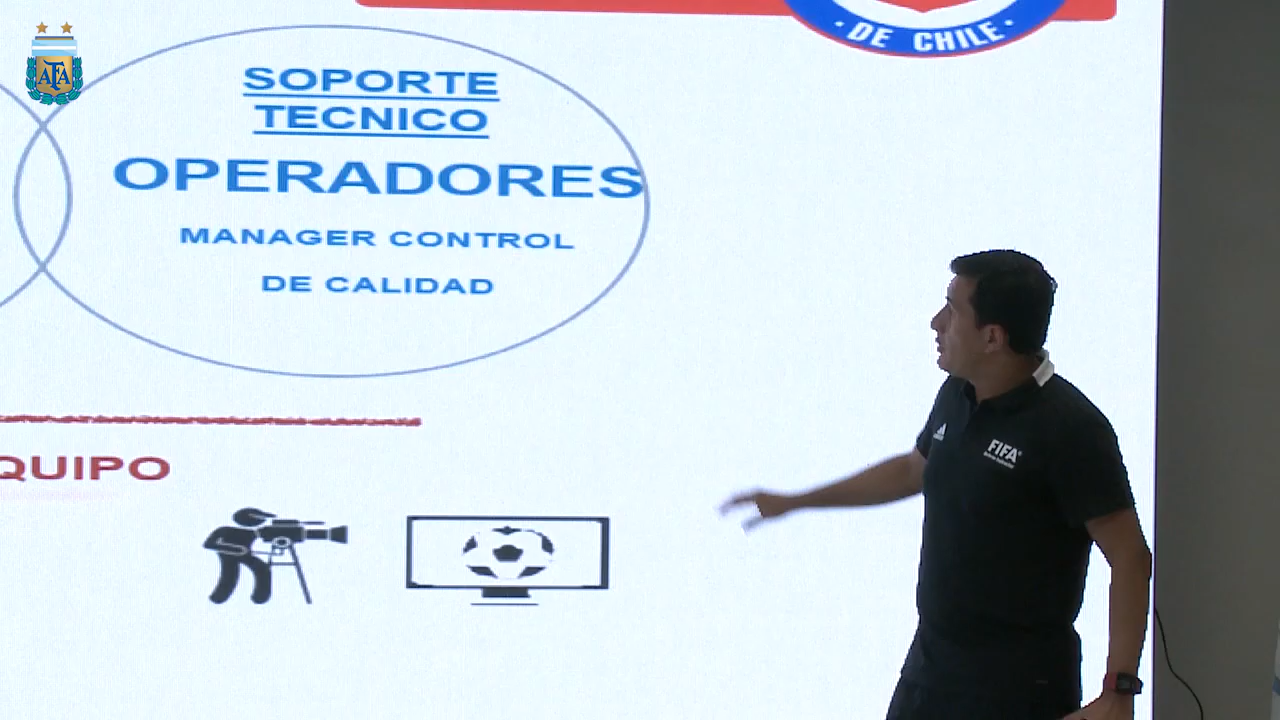 DE CHILE
AFA
SOPORTE
TECNICO
OPERADORES
MANAGER CONTROL
DE CALIDAD
QUIPO
FIFA